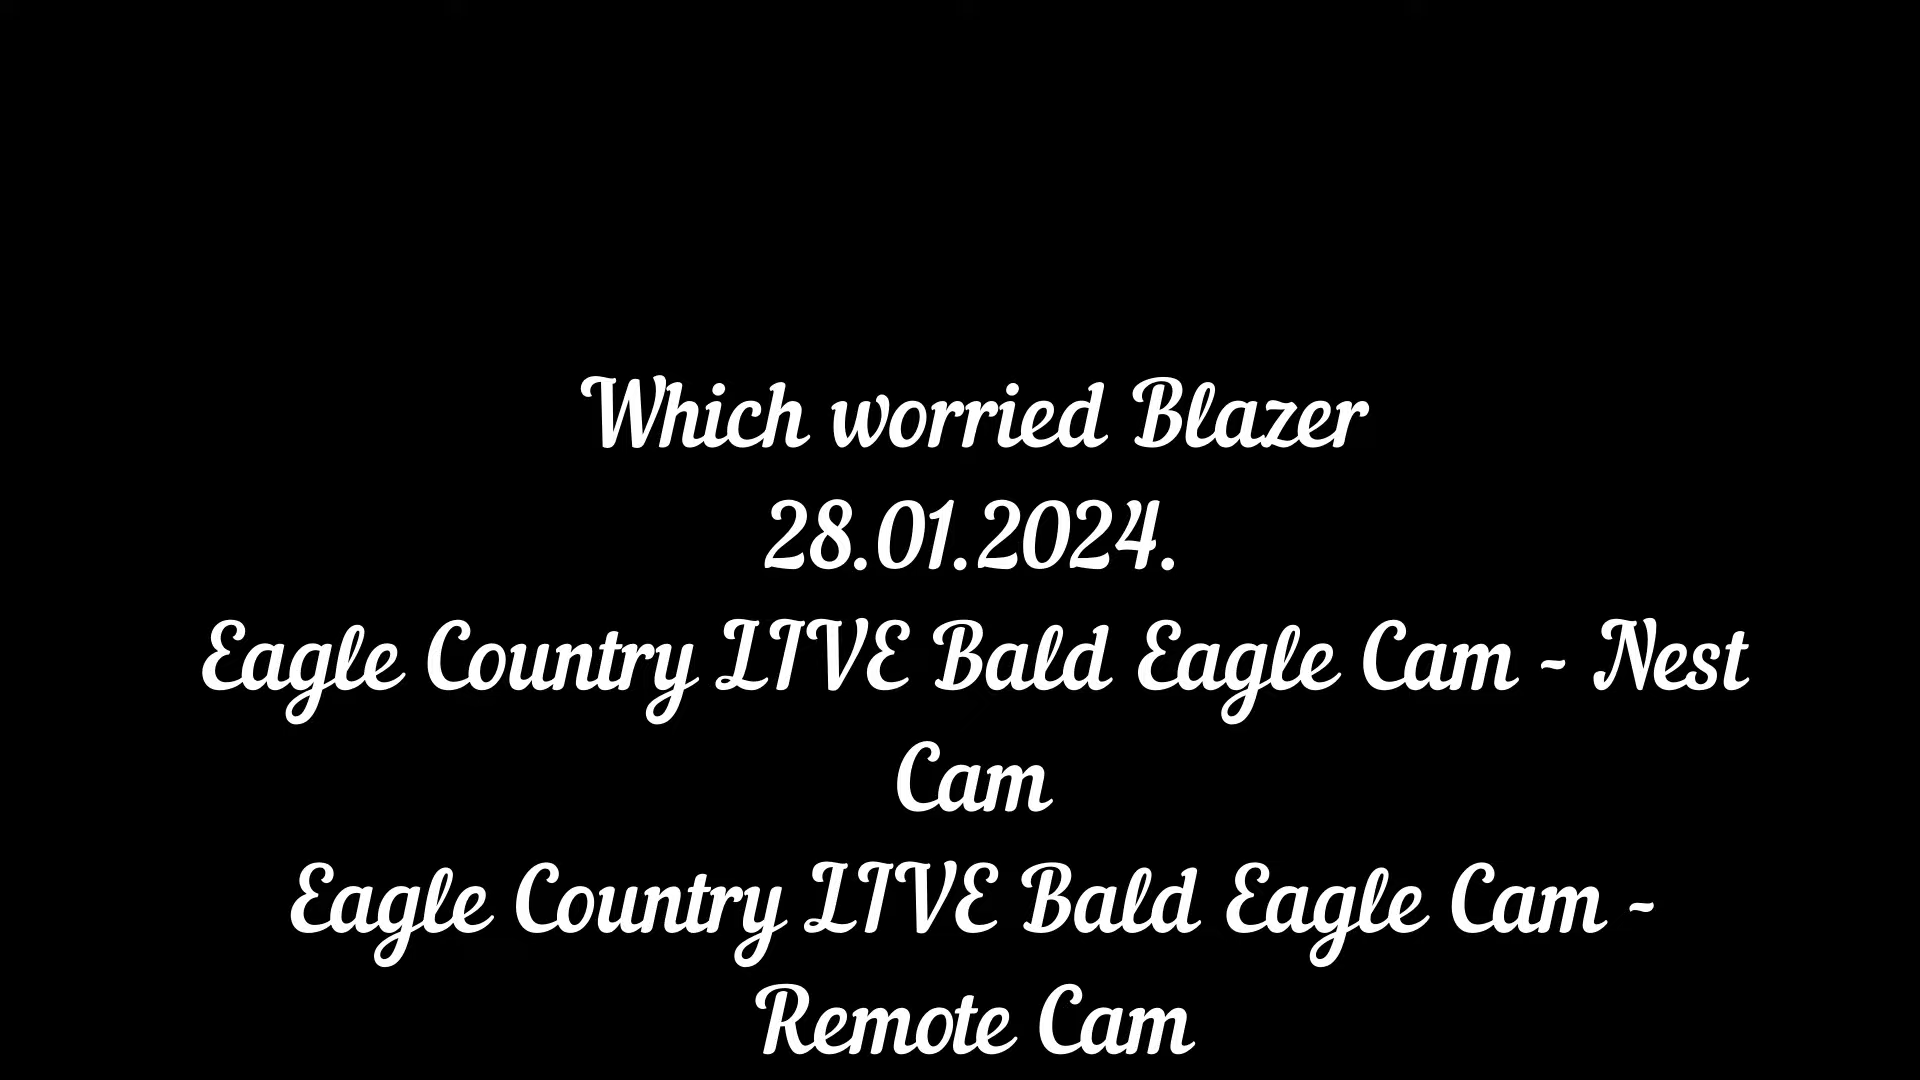 Which worried Blazer
28.01.2024.
Eagle Country LIVE Bald Eagle Cam - Nest
Cam
Eagle Country LIVE Bald Eagle Cam -
Remote Cam